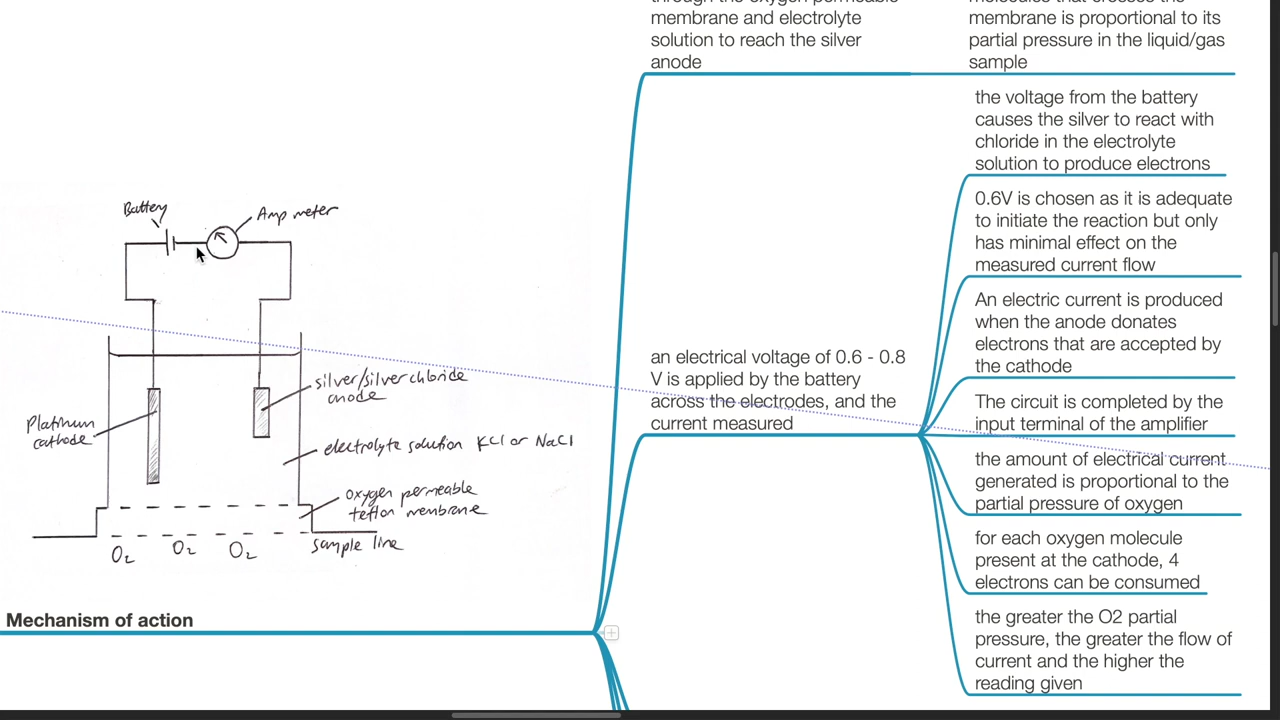 through the oxygen permeable
membrane and electrolyte
solution to reach the silver
anode
molecules that crosses the
membrane is proportional to its
partial pressure in the liquid/gas
sample
the voltage from the battery
causes the silver to react with
chloride in the electrolyte
solution to produce electrons
0.6V is chosen as it is adequate
to initiate the reaction but only
has minimal effect on the
measured current flow
An electric current is produced
when the anode donates
electrons that are accepted by
the cathode
an electrical voltage of 0.6 - 0.8
V is applied by the battery
across the electrodes, and the
current measured
The circuit is completed by the
input terminal of the amplifier
the amount of electrical current
generated is proportional to the
partial pressure of oxygen
for each oxygen molecule
present at the cathode, 4
electrons can be consumed
the greater the O2 partial
pressure, the greater the flow of
current and the higher the
reading given
Battery
Amp meter
silver/silver chloride
anode
Platinum
cathode
electrolyte solution KCl or NaCl
oxygen permeable
teflon membrane
O2 O2 O2
sample line
Mechanism of action